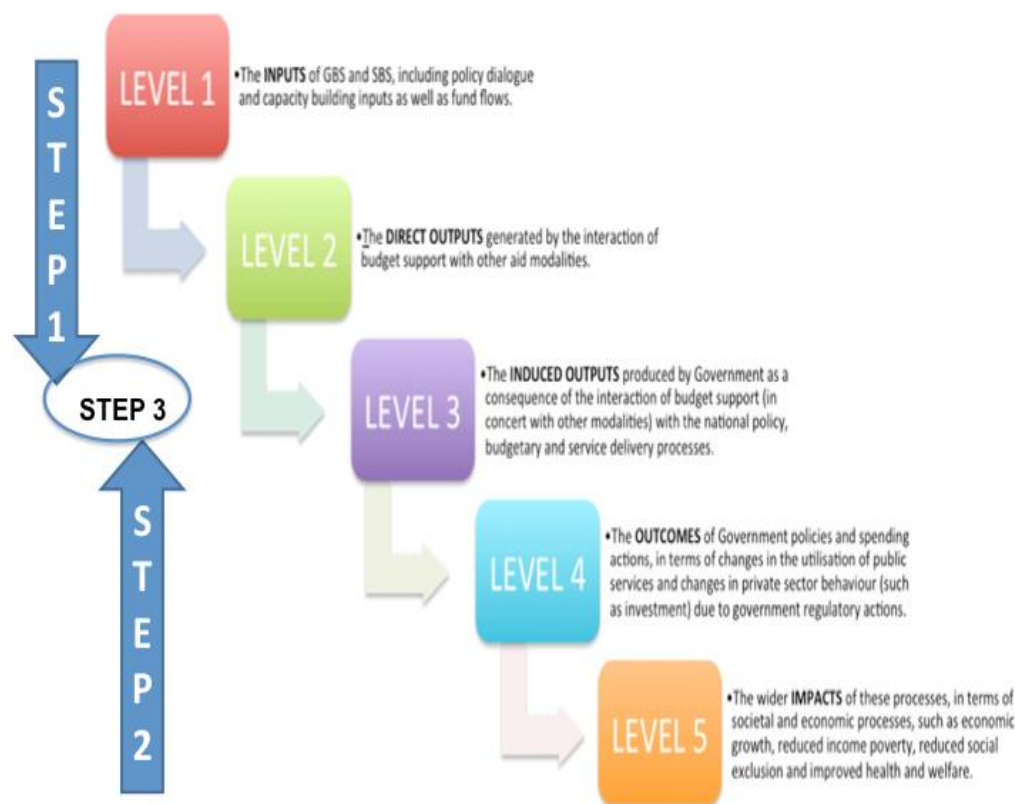 STEP 1
LEVEL 1
•The INPUTS of GBS and SBS, including policy dialogue
and capacity building inputs as well as fund flows.
LEVEL 2
•The DIRECT OUTPUTS generated by the interaction of
budget support with other aid modalities.
STEP 3
LEVEL 3
•The INDUCED OUTPUTS produced by Government as a
consequence of the interaction of budget support (in
concert with other modalities) with the national policy,
budgetary and service delivery processes.
STEP 2
LEVEL 4
•The OUTCOMES of Government policies and spending
actions, in terms of changes in the utilisation of public
services and changes in private sector behaviour (such
as investment) due to government regulatory actions.
LEVEL 5
•The wider IMPACTS of these processes, in terms of
societal and economic processes, such as economic
growth, reduced income poverty, reduced social
exclusion and improved health and welfare.